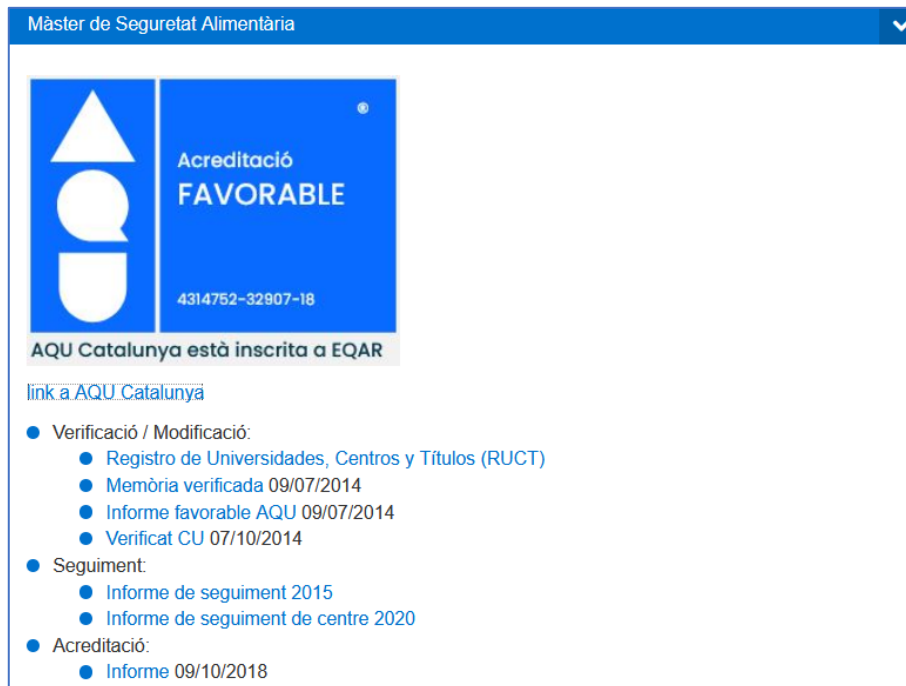 Màster de Seguretat Alimentària
AQU
®
Acreditació
FAVORABLE
4314752-32907-18
AQU Catalunya està inscrita a EQAR
link a AQU Catalunya
Verificació / Modificació:
Registro de Universidades, Centros y Títulos (RUCT)
Memòria verificada 09/07/2014
Informe favorable AQU 09/07/2014
Verificat CU 07/10/2014
Seguiment:
Informe de seguiment 2015
Informe de seguiment de centre 2020
Acreditació:
Informe 09/10/2018